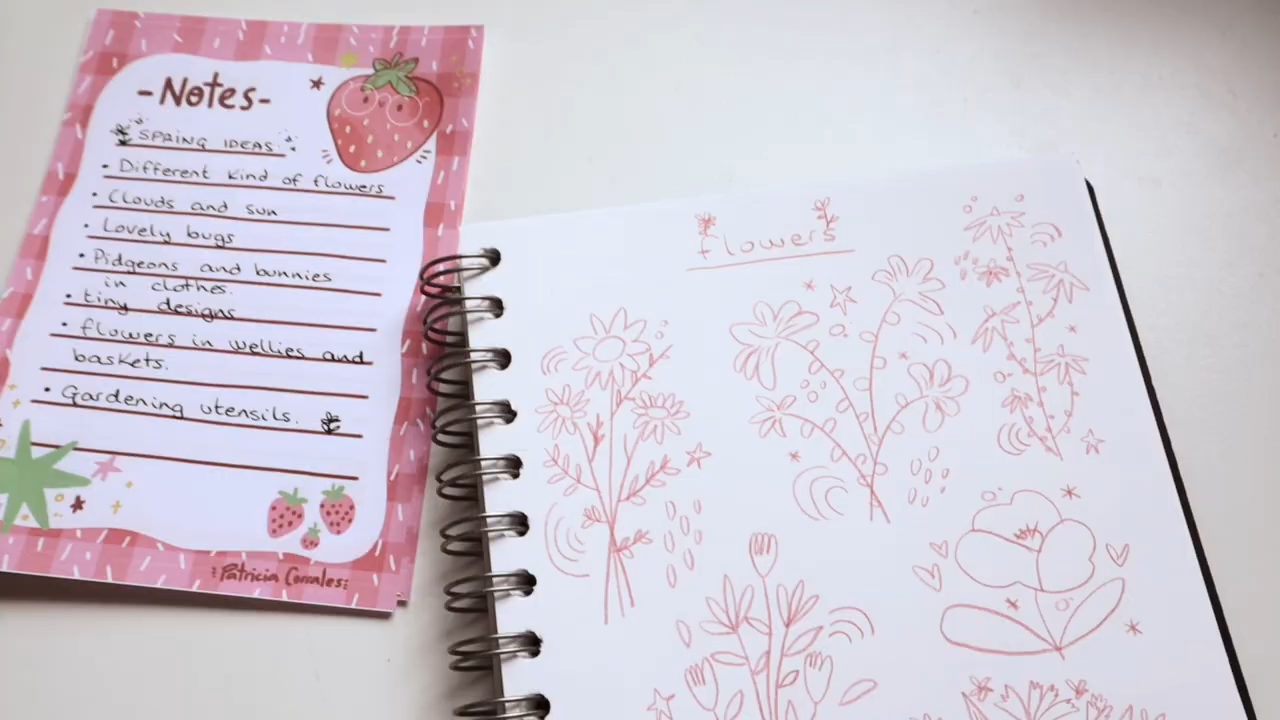 -Notes-
SPRING IDEAS
• Different kind of flowers
• Clouds and sun
• Lovely bugs
• Pidgeons and bunnies
in clothes.
• tiny designs
• flowers in wellies and
baskets.
• Gardening utensils.
Patricia Corrales
flowers